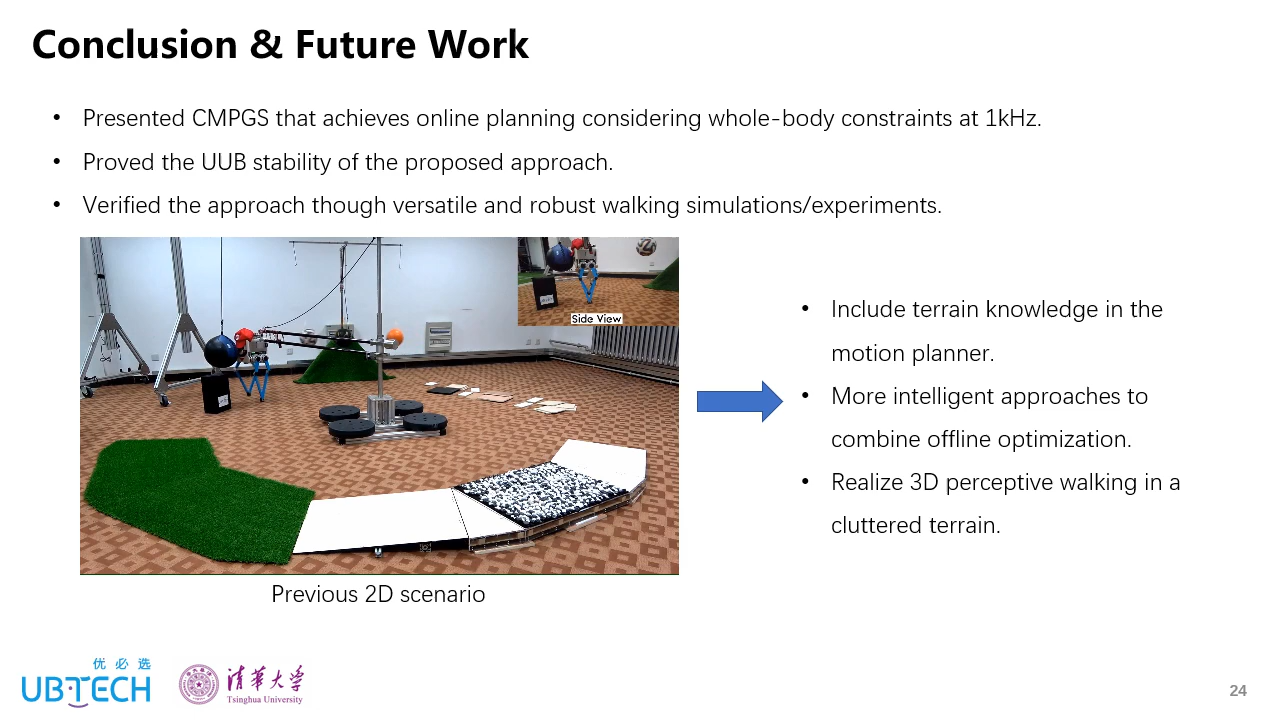 Conclusion & Future Work
• Presented CMPGS that achieves online planning considering whole-body constraints at 1kHz.
• Proved the UUB stability of the proposed approach.
• Verified the approach though versatile and robust walking simulations/experiments.
Side View
• Include terrain knowledge in the
motion planner.
• More intelligent approaches to
combine offline optimization.
• Realize 3D perceptive walking in a
cluttered terrain.
Previous 2D scenario
优必选
UBTECH
清华大学
Tsinghua University
24